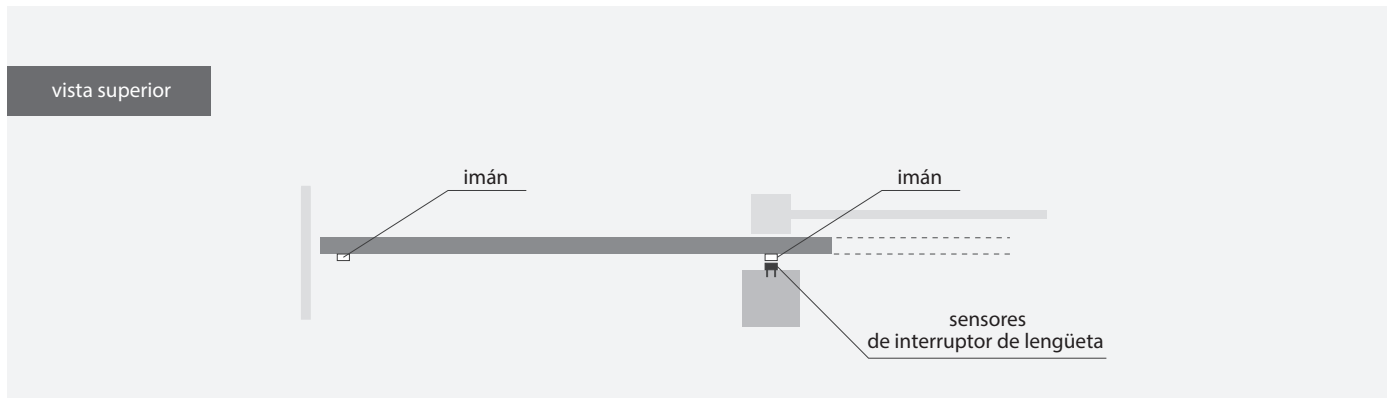 vista superior
imán
imán
sensores
de interruptor de lengüeta